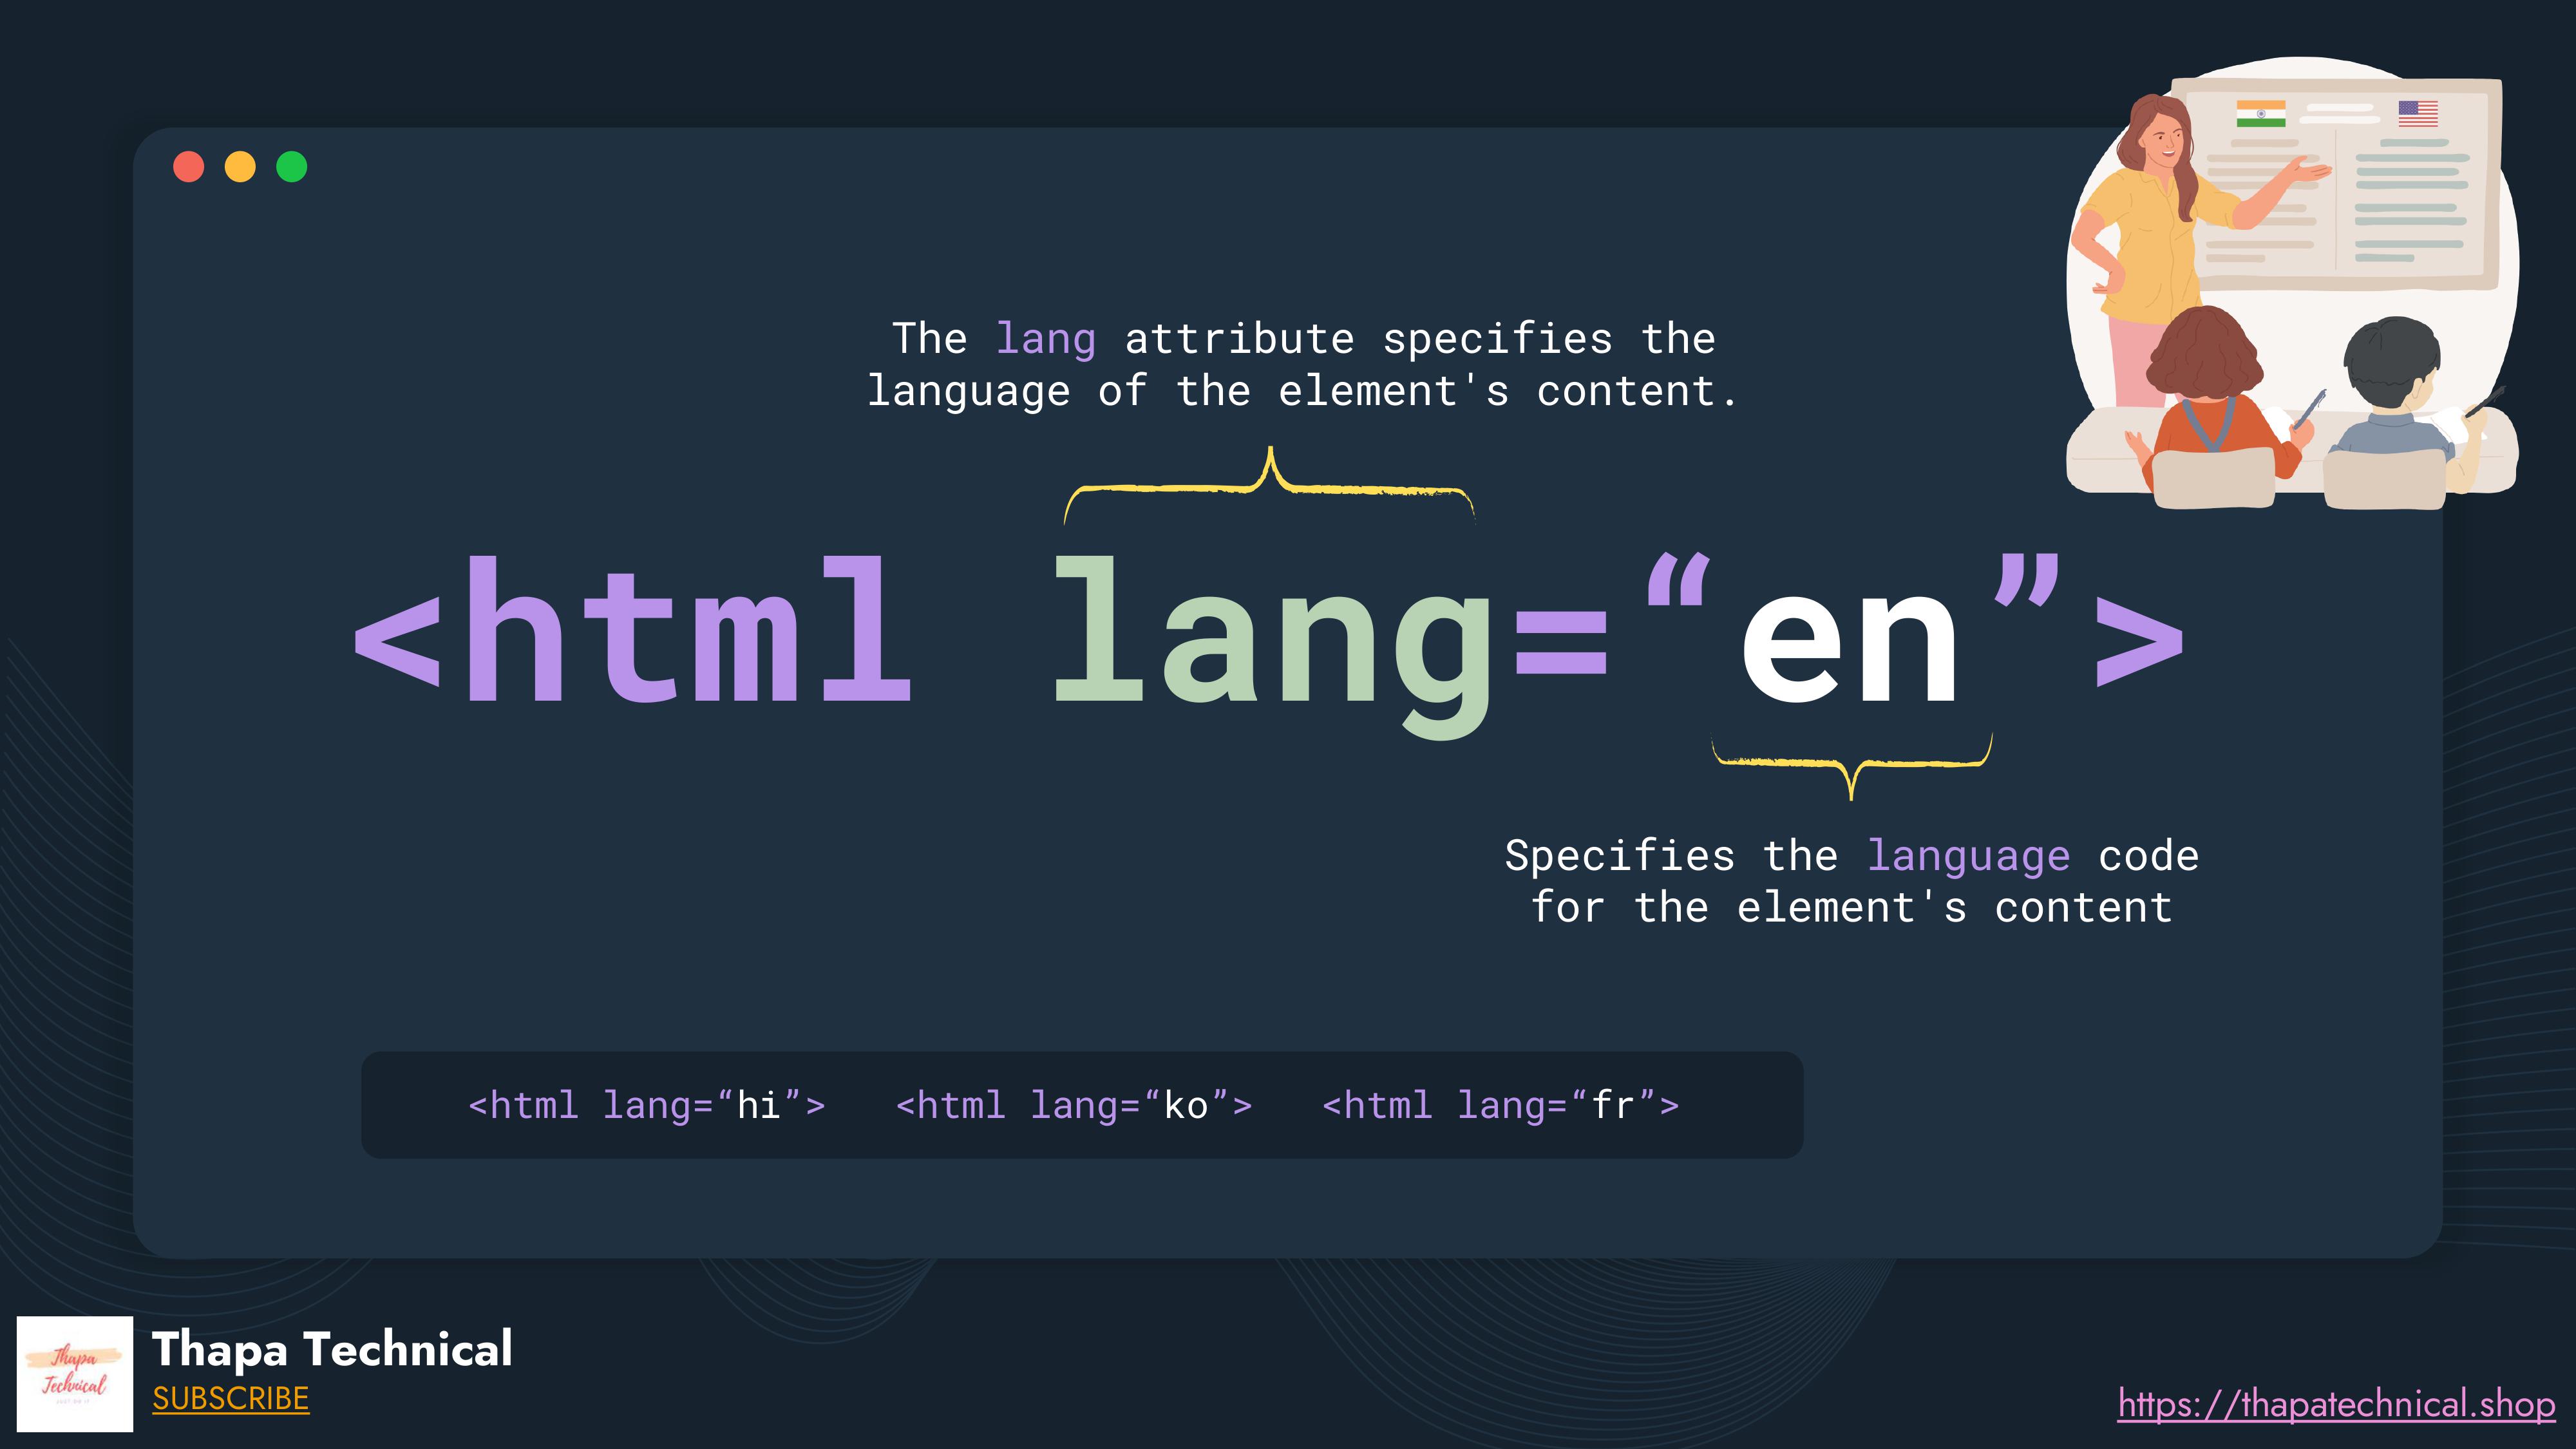 The lang attribute specifies the
language of the element's content.
<html lang=“en”>
Specifies the language code
for the element's content
<html lang=“hi”> <html lang=“ko”> <html lang=“fr”>
Thapa
Technical
Thapa Technical
SUBSCRIBE
https://thapatechnical.shop